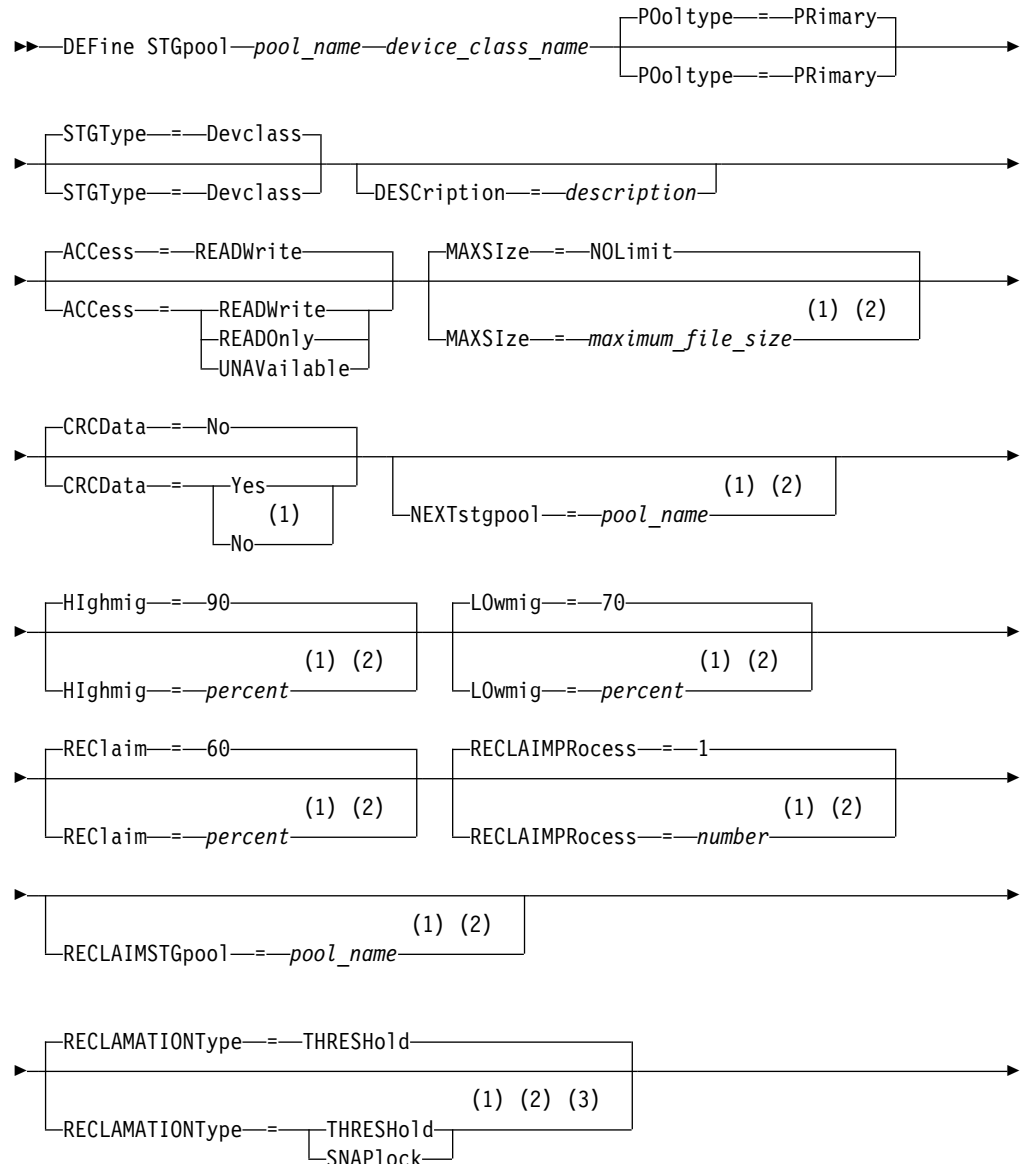 POoltype = PRimary
DEFine STGpool pool_name device_class_name
POoltype = PRimary
STGType = Devclass
STGType = Devclass
DESCription = description
ACCess = READWrite
MAXSIze = NOLimit
ACCess = READWrite
READOnly
UNAVailable
(1) (2)
MAXSIze = maximum_file_size
CRCData = No
CRCData = Yes
(1)
No
(1) (2)
NEXTstgpool = pool_name
HIghmig = 90
LOwmig = 70
(1) (2)
HIghmig = percent
(1) (2)
LOwmig = percent
REClaim = 60
RECLAIMPRocess = 1
(1) (2)
REClaim = percent
(1) (2)
RECLAIMPRocess = number
(1) (2)
RECLAIMSTGpool = pool_name
RECLAMATIONType = THRESHold
(1) (2) (3)
RECLAMATIONType = THRESHold
SNAPlock